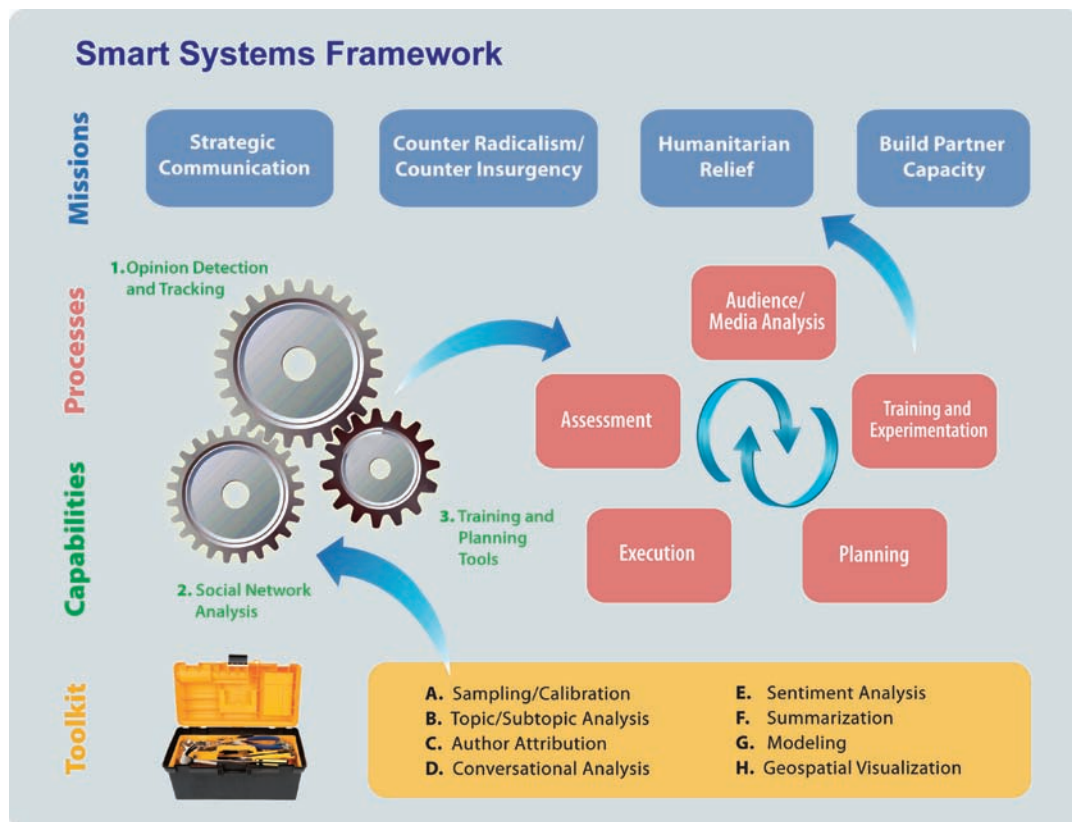 Smart Systems Framework
Missions
Strategic
Communication
Counter Radicalism/
Counter Insurgency
Humanitarian
Relief
Build Partner
Capacity
Processes
1. Opinion Detection
and Tracking
Audience/
Media Analysis
Assessment
Training and
Experimentation
Capabilities
3. Training and
Planning
Tools
Execution
Planning
2. Social Network
Analysis
Toolkit
A. Sampling/Calibration
B. Topic/Subtopic Analysis
C. Author Attribution
D. Conversational Analysis
E. Sentiment Analysis
F. Summarization
G. Modeling
H. Geospatial Visualization